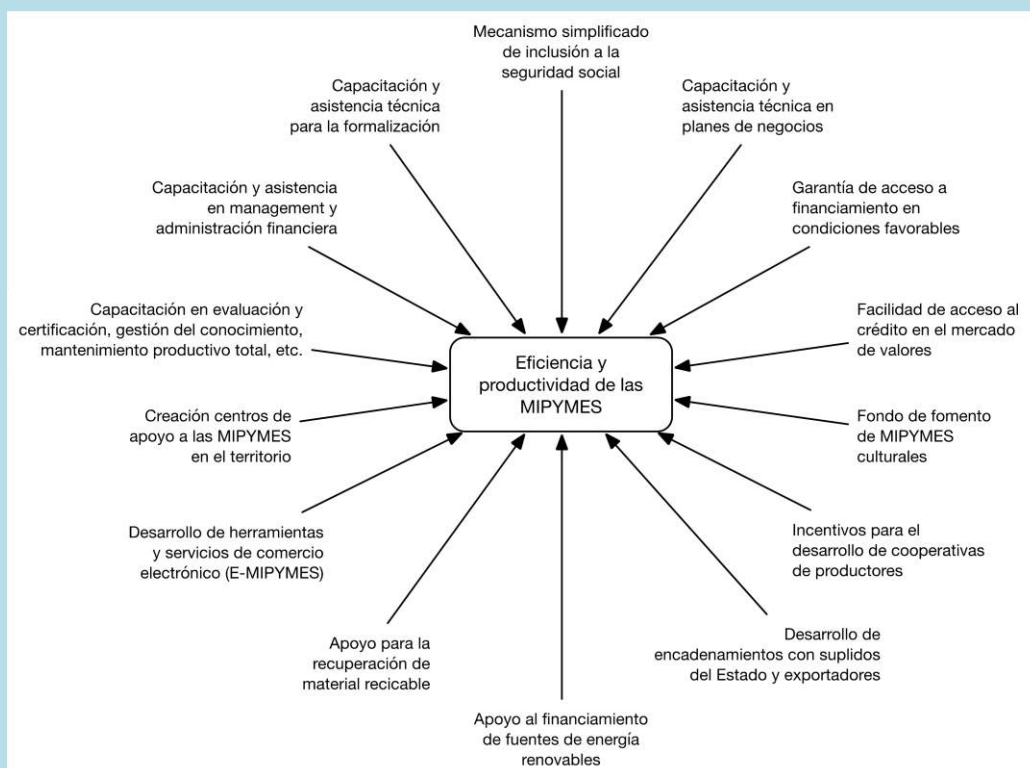 Mecanismo simplificado
de inclusión a la
seguridad social
Capacitación y
asistencia técnica
para la formalización
Capacitación y
asistencia técnica en
planes de negocios
Capacitación y asistencia
en management y
administración financiera
Garantía de acceso a
financiamiento en
condiciones favorables
Capacitación en evaluación y
certificación, gestión del conocimiento,
mantenimiento productivo total, etc.
Facilidad de acceso al
crédito en el mercado
de valores
Eficiencia y
productividad de las
MIPYMES
Creación centros de
apoyo a las MIPYMES
en el territorio
Fondo de fomento
de MIPYMES
culturales
Desarrollo de herramientas
y servicios de comercio
electrónico (E-MIPYMES)
Incentivos para el
desarrollo de cooperativas
de productores
Apoyo para la
recuperación de
material recicable
Desarrollo de
encadenamientos con suplidos
del Estado y exportadores
Apoyo al financiamiento
de fuentes de energía
renovables